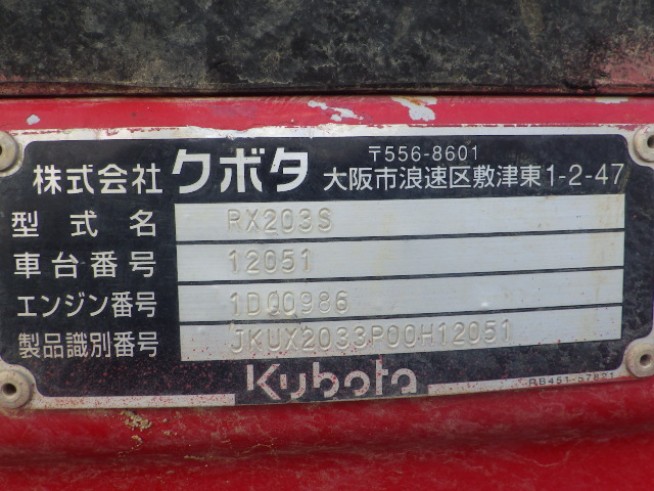 株式会社クボタ 〒556-8601
大阪市浪速区敷津東1-2-47
型式名 RX203S
車台番号 12051
エンジン番号 1DQ0986
製品識別番号 JKUX2033P00H12051
Kubota
RB451-57821